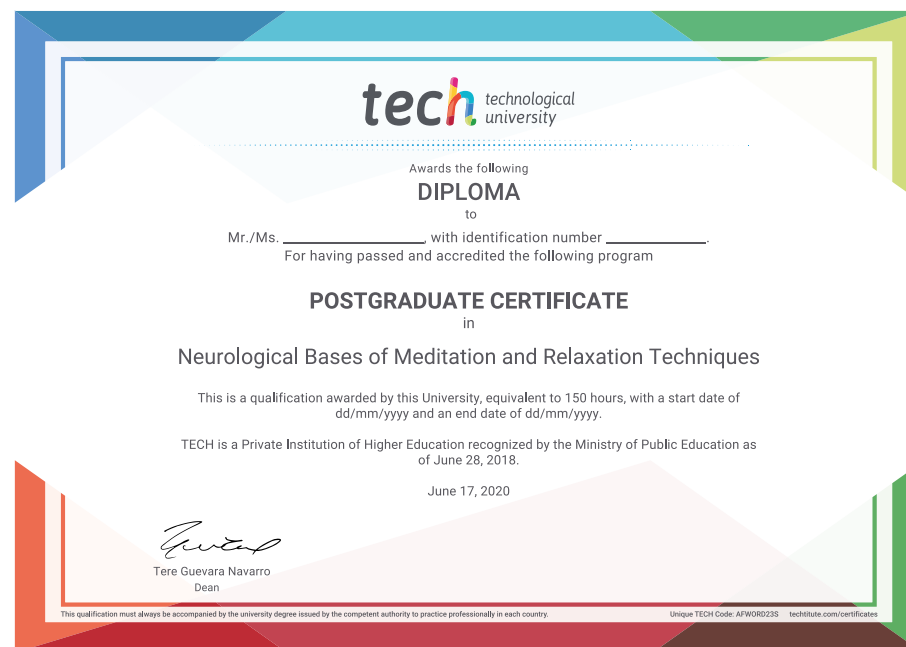 tech technological
university
Awards the following
DIPLOMA
to
Mr./Ms. ____________________, with identification number ______________.
For having passed and accredited the following program
POSTGRADUATE CERTIFICATE
in
Neurological Bases of Meditation and Relaxation Techniques
This is a qualification awarded by this University, equivalent to 150 hours, with a start date of
dd/mm/yyyy and an end date of dd/mm/yyyy.
TECH is a Private Institution of Higher Education recognized by the Ministry of Public Education as
of June 28, 2018.
June 17, 2020
Tere Guevara Navarro
Dean
This qualification must always be accompanied by the university degree issued by the competent authority to practice professionally in each country.
Unique TECH Code: AFWORD23S techtitute.com/certificates